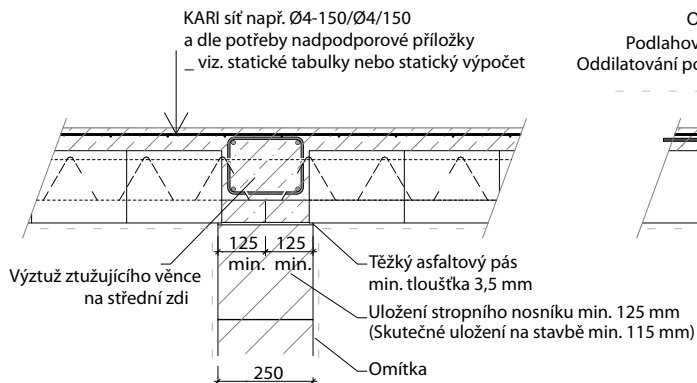 KARI síť např. Ø4-150/Ø4/150
a dle potřeby nadpodporové příložky
_ viz. statické tabulky nebo statický výpočet
O
Podlahov
Oddilatování po
125 125
min. min.
Výztuž ztužujícího věnce
na střední zdi
Těžký asfaltový pás
min. tloušťka 3,5 mm
Uložení stropního nosníku min. 125 mm
(Skutečné uložení na stavbě min. 115 mm)
Omítka
250